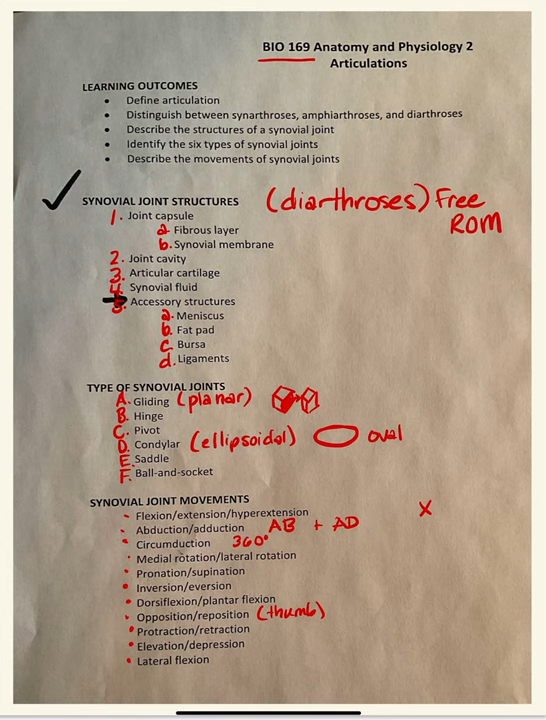 BIO 169 Anatomy and Physiology 2
Articulations
LEARNING OUTCOMES
• Define articulation
• Distinguish between synarthroses, amphiarthroses, and diarthroses
• Describe the structures of a synovial joint
• Identify the six types of synovial joints
• Describe the movements of synovial joints
SYNOVIAL JOINT STRUCTURES (diarthroses) Free
ROM
1. Joint capsule
a. Fibrous layer
b. Synovial membrane
2. Joint cavity
3. Articular cartilage
4. Synovial fluid
5. Accessory structures
a. Meniscus
b. Fat pad
c. Bursa
d. Ligaments
TYPE OF SYNOVIAL JOINTS
A. Gliding (planar)
B. Hinge
C. Pivot
D. Condylar (ellipsoidal) oval
E. Saddle
F. Ball-and-socket
SYNOVIAL JOINT MOVEMENTS
• Flexion/extension/hyperextension X
• Abduction/adduction AB + AD
• Circumduction 360°
• Medial rotation/lateral rotation
• Pronation/supination
• Inversion/eversion
• Dorsiflexion/plantar flexion
• Opposition/reposition (thumb)
• Protraction/retraction
• Elevation/depression
• Lateral flexion